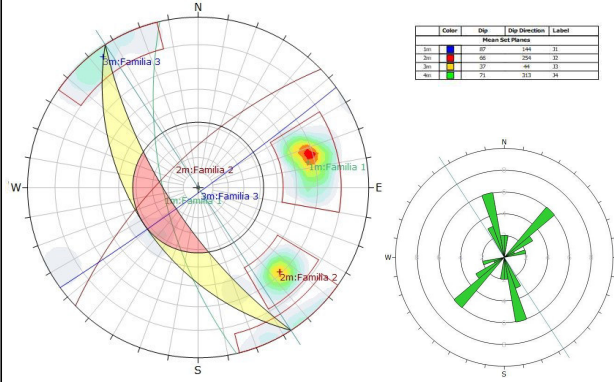 N
3m:Familia 3
1m:Familia 1
2m:Familia 2
W
E
3m:Familia 3
1m:Familia 1
2m:Familia 2
S
Color Dip Dip Direction Label
Mean Set Planes
1m 87 144 J1
2m 66 254 J2
3m 37 44 J3
4m 71 313 J4
N
W
S